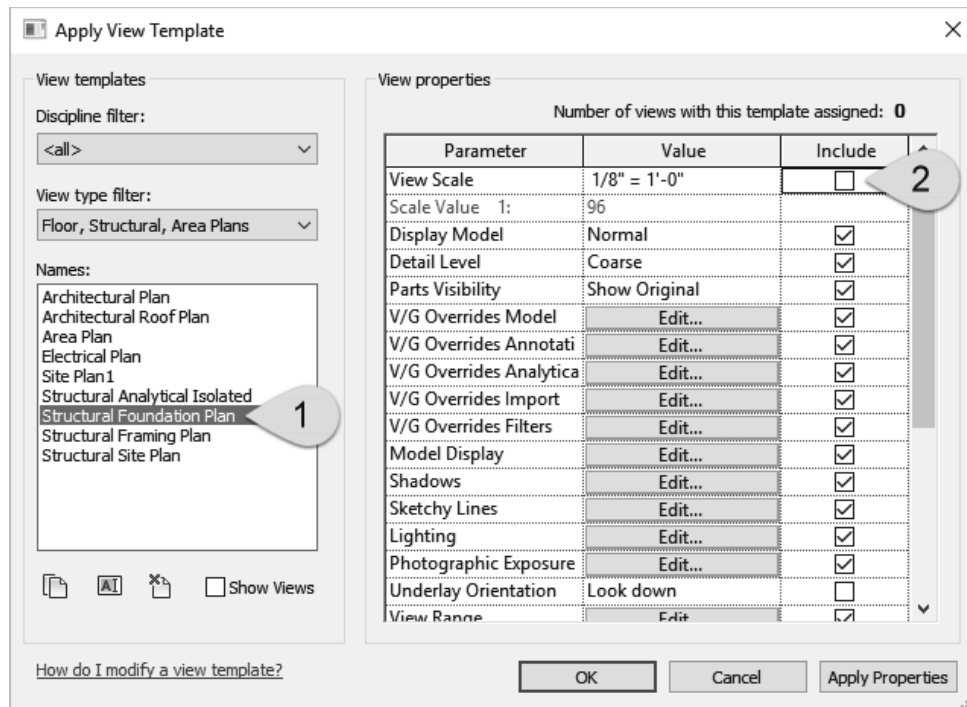 Apply View Template
View templates
Discipline filter:
<all>
View type filter:
Floor, Structural, Area Plans
Names:
Architectural Plan
Architectural Roof Plan
Area Plan
Electrical Plan
Site Plan1
Structural Analytical Isolated
Structural Foundation Plan
1
Structural Framing Plan
Structural Site Plan
AI
Show Views
How do I modify a view template?
View properties
Number of views with this template assigned: 0
Parameter Value Include
View Scale 1/8" = 1'-0"
2
Scale Value 1: 96
Display Model Normal
Detail Level Coarse
Parts Visibility Show Original
V/G Overrides Model Edit...
V/G Overrides Annotati Edit...
V/G Overrides Analytica Edit...
V/G Overrides Import Edit...
V/G Overrides Filters Edit...
Model Display Edit...
Shadows Edit...
Sketchy Lines Edit...
Lighting Edit...
Photographic Exposure Edit...
Underlay Orientation Look down
View Range Edit
OK Cancel Apply Properties